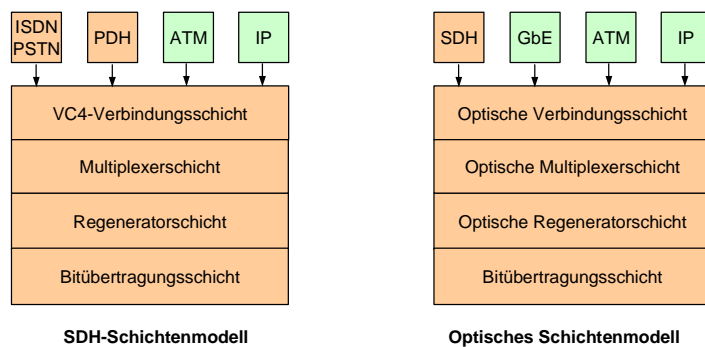 ISDN
PSTN
PDH
ATM
IP
VC4-Verbindungsschicht
Multiplexerschicht
Regeneratorschicht
Bitübertragungsschicht
SDH-Schichtenmodell
SDH
GbE
ATM
IP
Optische Verbindungsschicht
Optische Multiplexerschicht
Optische Regeneratorschicht
Bitübertragungsschicht
Optisches Schichtenmodell